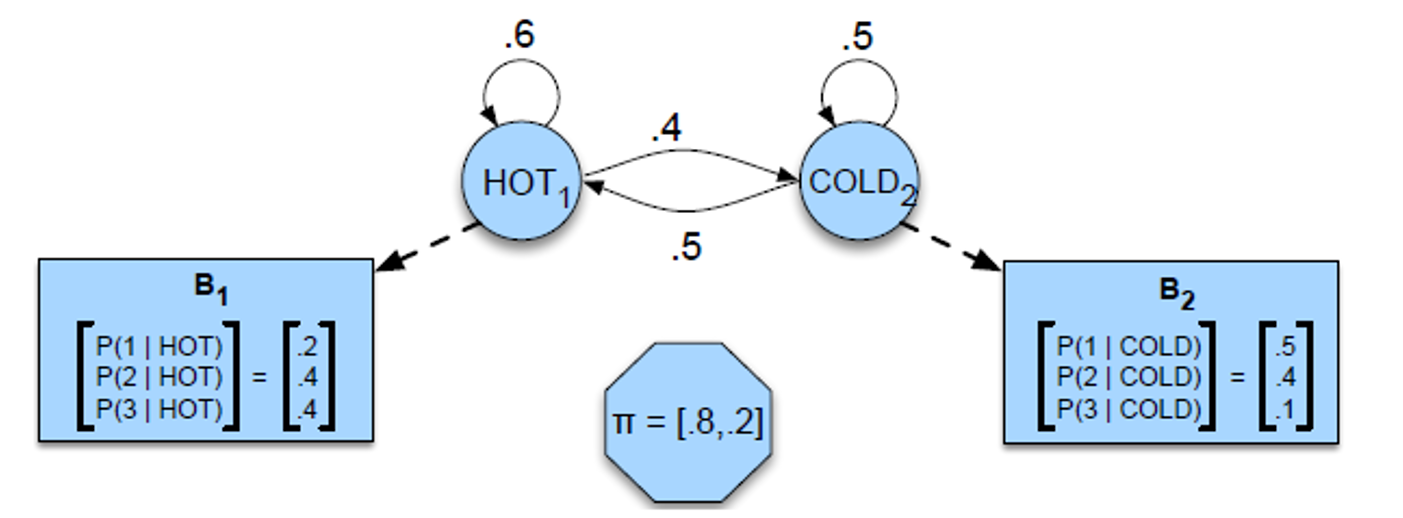 .6
.5
.4
HOT1
COLD2
.5
B1
P(1 | HOT)
P(2 | HOT)
P(3 | HOT)
=
.2
.4
.4
B2
P(1 | COLD)
P(2 | COLD)
P(3 | COLD)
=
.5
.4
.1
π = [.8,.2]